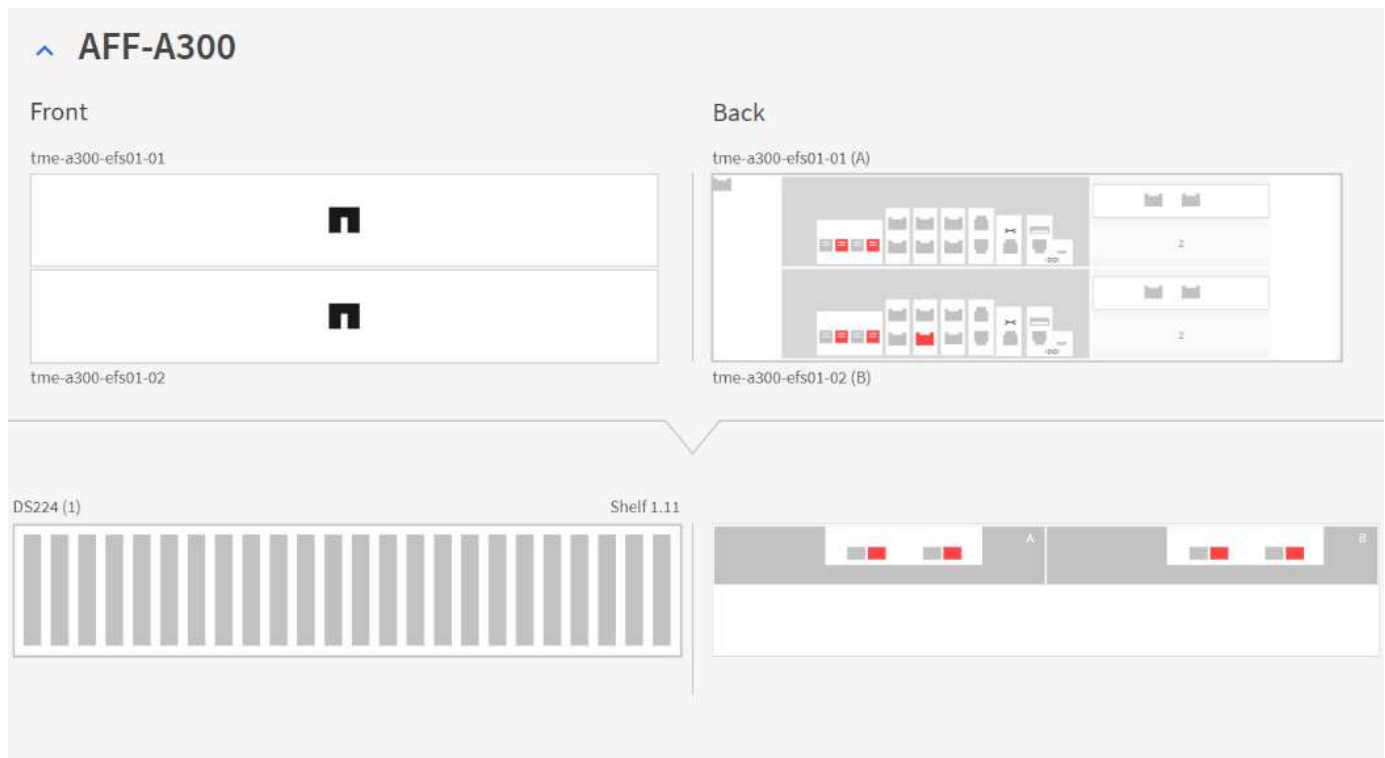 AFF-A300
Front
Back
tme-a300-efs01-01
tme-a300-efs01-01 (A)
2
2
tme-a300-efs01-02
tme-a300-efs01-02 (B)
DS224 (1)
Shelf 1.11
A
B